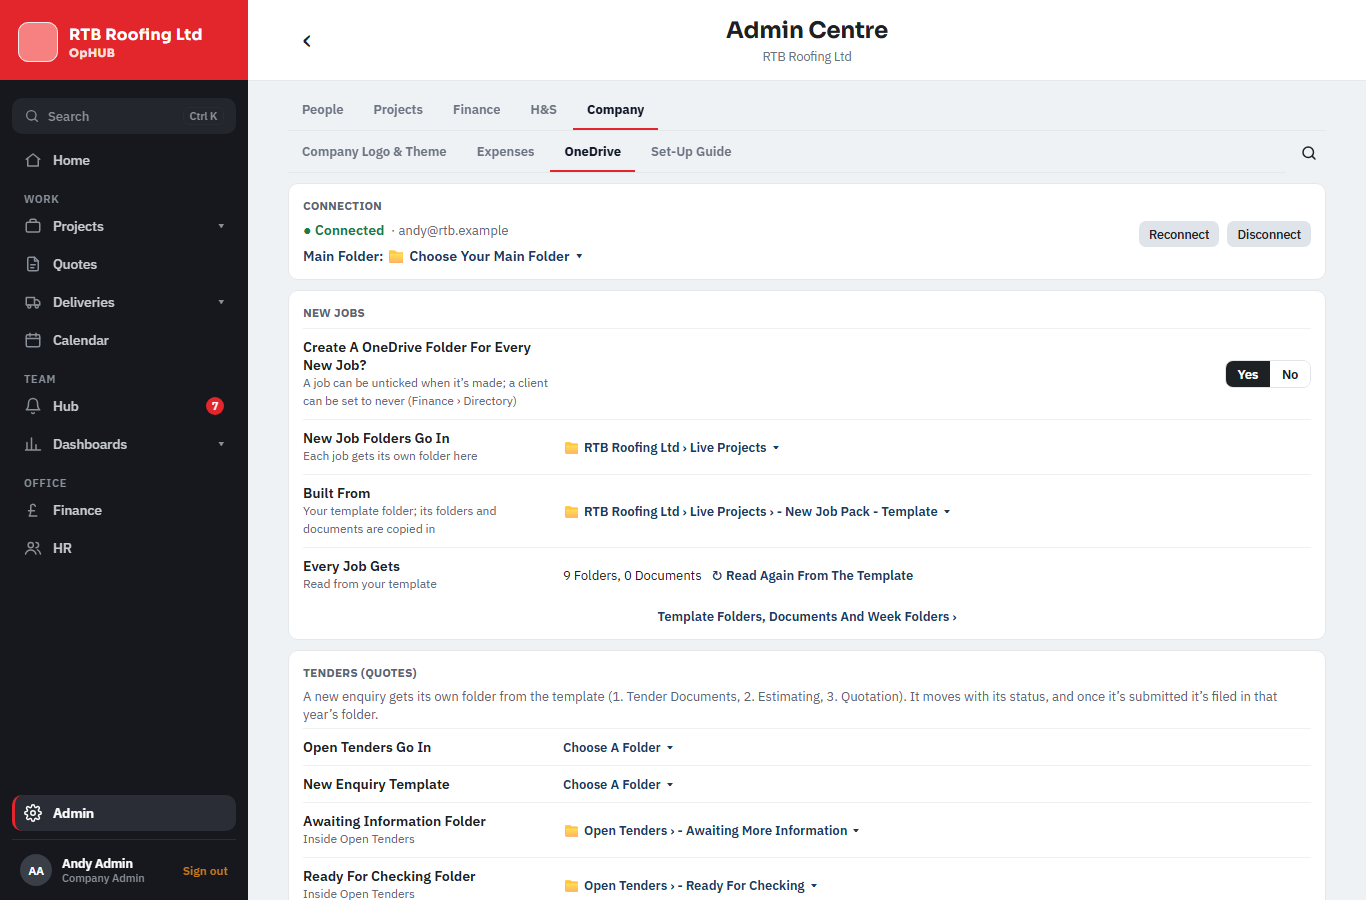 RTB Roofing Ltd
OpHUB
Search Ctrl K
Home
WORK
Projects
Quotes
Deliveries
Calendar
TEAM
Hub 7
Dashboards
OFFICE
Finance
HR
Admin
AA
Andy Admin
Company Admin
Sign out
Admin Centre
RTB Roofing Ltd
People Projects Finance H&S Company
Company Logo & Theme Expenses OneDrive Set-Up Guide
CONNECTION
● Connected · andy@rtb.example
Reconnect Disconnect
Main Folder: Choose Your Main Folder
NEW JOBS
Create A OneDrive Folder For Every
New Job?
A job can be unticked when it’s made; a client
can be set to never (Finance › Directory)
Yes No
New Job Folders Go In
Each job gets its own folder here
RTB Roofing Ltd › Live Projects
Built From
Your template folder; its folders and
documents are copied in
RTB Roofing Ltd › Live Projects › - New Job Pack - Template
Every Job Gets
Read from your template
9 Folders, 0 Documents ↻ Read Again From The Template
Template Folders, Documents And Week Folders ›
TENDERS (QUOTES)
A new enquiry gets its own folder from the template (1. Tender Documents, 2. Estimating, 3. Quotation). It moves with its status, and once it’s submitted it’s filed in that
year’s folder.
Open Tenders Go In
Choose A Folder
New Enquiry Template
Choose A Folder
Awaiting Information Folder
Inside Open Tenders
Open Tenders › - Awaiting More Information
Ready For Checking Folder
Inside Open Tenders
Open Tenders › - Ready For Checking